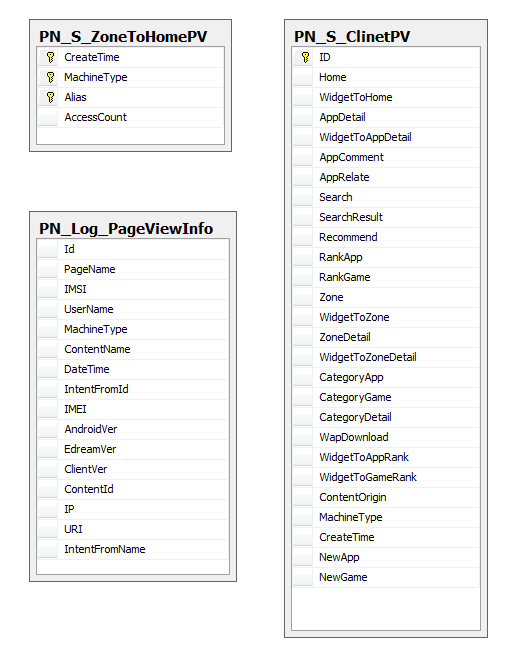 PN_S_ZoneToHomePV
CreateTime
MachineType
Alias
AccessCount
PN_Log_PageViewInfo
Id
PageName
IMSI
UserName
MachineType
ContentName
DateTime
IntentFromId
IMEI
AndroidVer
EdreamVer
ClientVer
ContentId
IP
URI
IntentFromName
PN_S_ClinetPV
ID
Home
WidgetToHome
AppDetail
WidgetToAppDetail
AppComment
AppRelate
Search
SearchResult
Recommend
RankApp
RankGame
Zone
WidgetToZone
ZoneDetail
WidgetToZoneDetail
CategoryApp
CategoryGame
CategoryDetail
WapDownload
WidgetToAppRank
WidgetToGameRank
ContentOrigin
MachineType
CreateTime
NewApp
NewGame